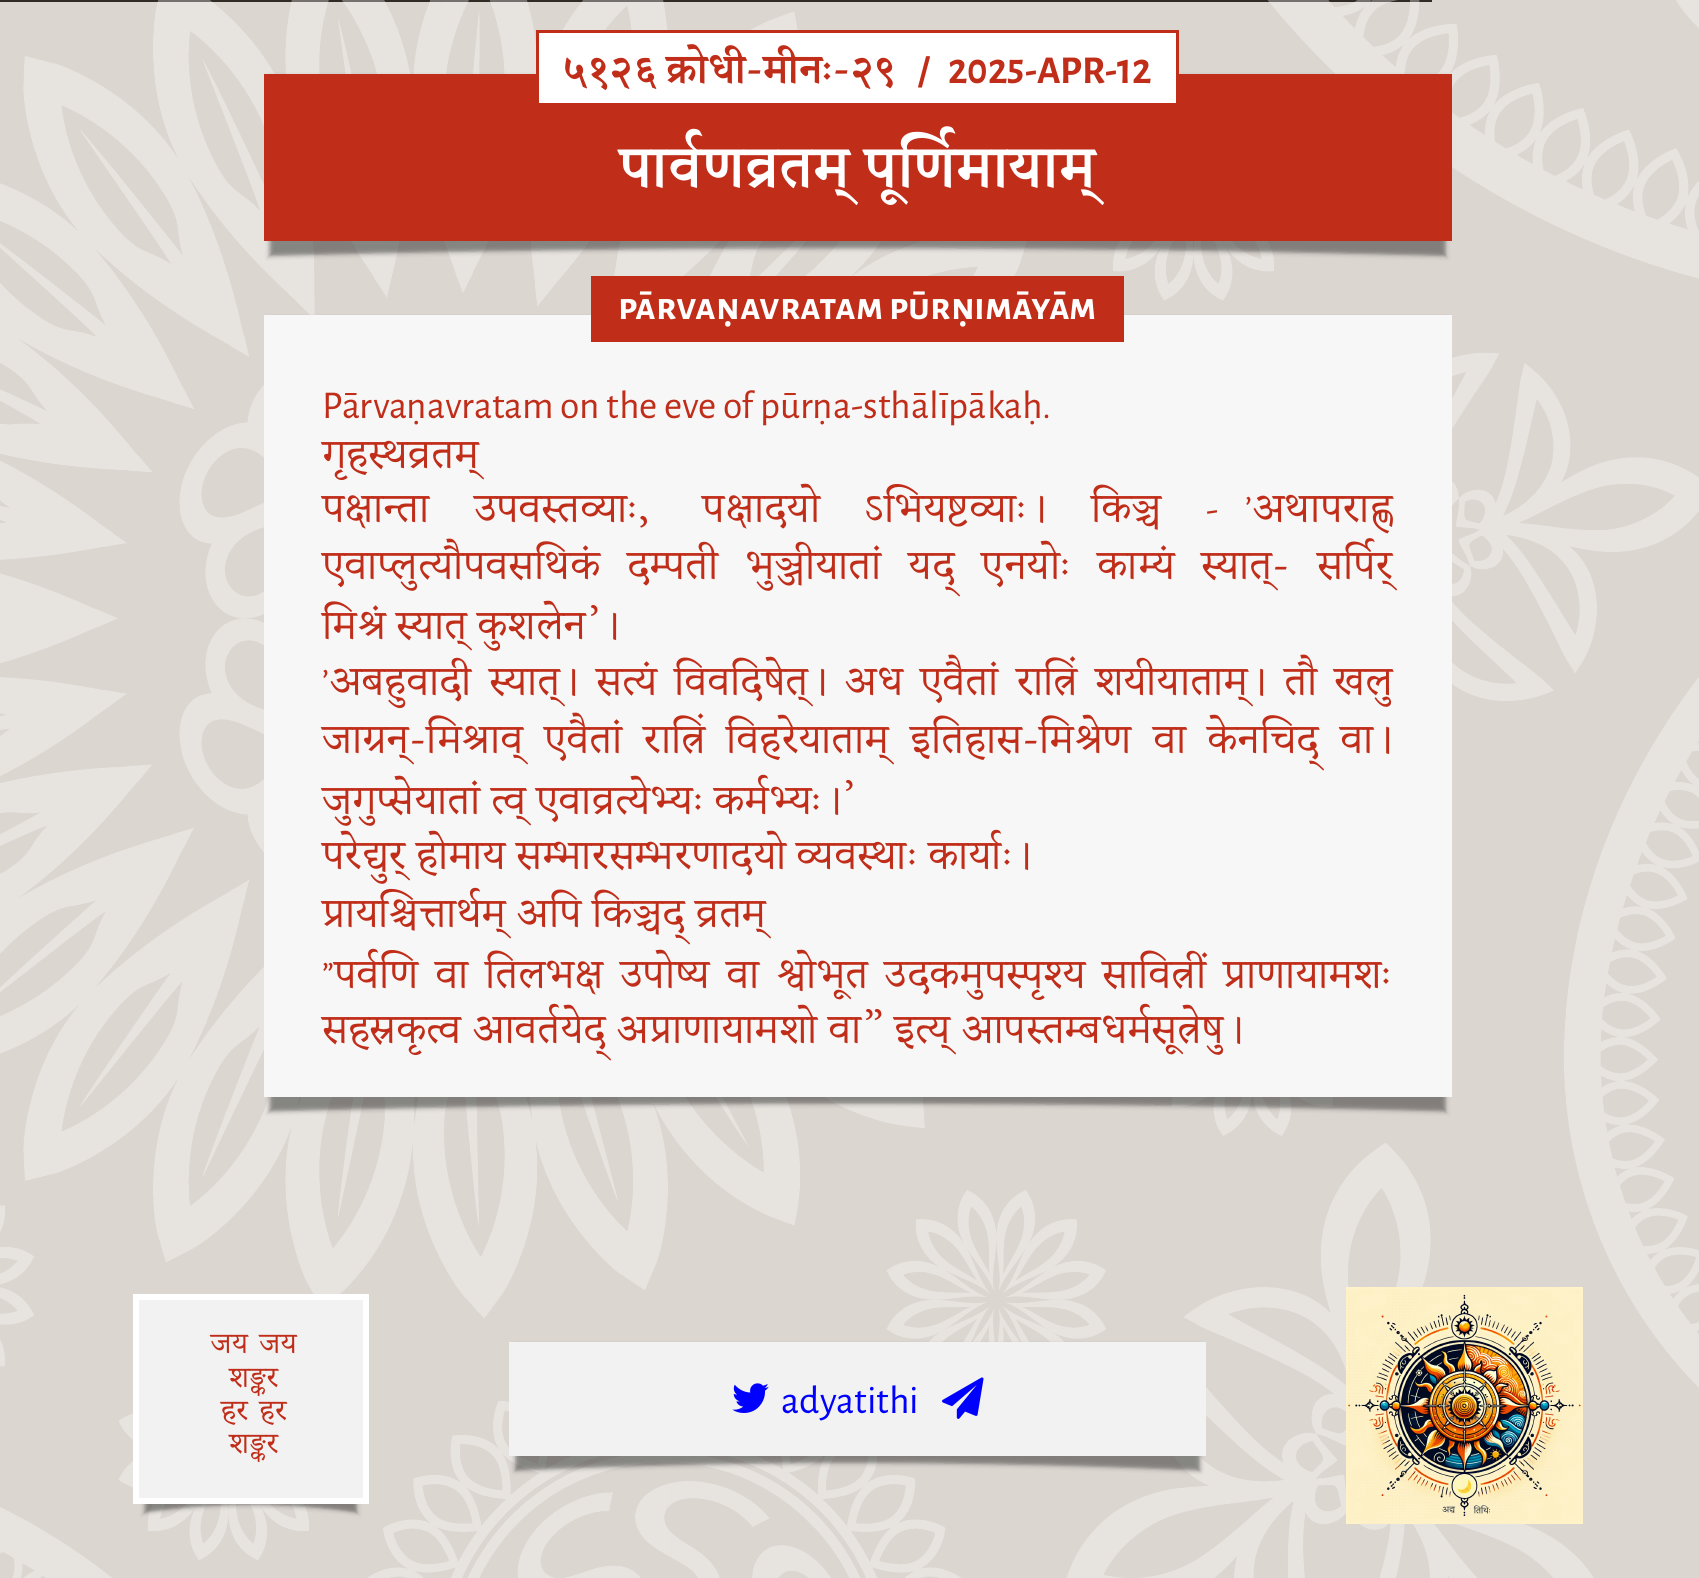 ५१२६ क्रोधी-मीनः-२९ / 2025-APR-12
पार्वणव्रतम् पूर्णिमायाम्
PĀRVAṆAVRATAM PŪRṆIMĀYĀM
Pārvaṇavratam on the eve of pūrṇa-sthālīpākaḥ.
गृहस्थव्रतम्
पक्षान्ता उपवस्तव्याः, पक्षादयो ऽभियष्टव्याः। किञ्च - ’अथापराह्ण
एवाप्लुत्यौपवसथिकं दम्पती भुञ्जीयातां यद् एनयोः काम्यं स्यात्- सर्पिर्
मिश्रं स्यात् कुशलेन’।
’अबहुवादी स्यात्। सत्यं विवदिषेत्। अध एवैतां रात्रिं शयीयाताम्। तौ खलु
जाग्रन्-मिश्राव् एवैतां रात्रिं विहरेयाताम् इतिहास-मिश्रेण वा केनचिद् वा।
जुगुप्सेयातां त्व् एवाव्रत्येभ्यः कर्मभ्यः।’
परेद्युर् होमाय सम्भारसम्भरणादयो व्यवस्थाः कार्याः।
प्रायश्चित्तार्थम् अपि किञ्चद् व्रतम्
”पर्वणि वा तिलभक्ष उपोष्य वा श्वोभूत उदकमुपस्पृश्य सावित्रीं प्राणायामशः
सहस्रकृत्व आवर्तयेद् अप्राणायामशो वा” इत्य् आपस्तम्बधर्मसूत्रेषु।
जय जय
शङ्कर
हर हर
शङ्कर
adyatithi
अद्य तिथिः